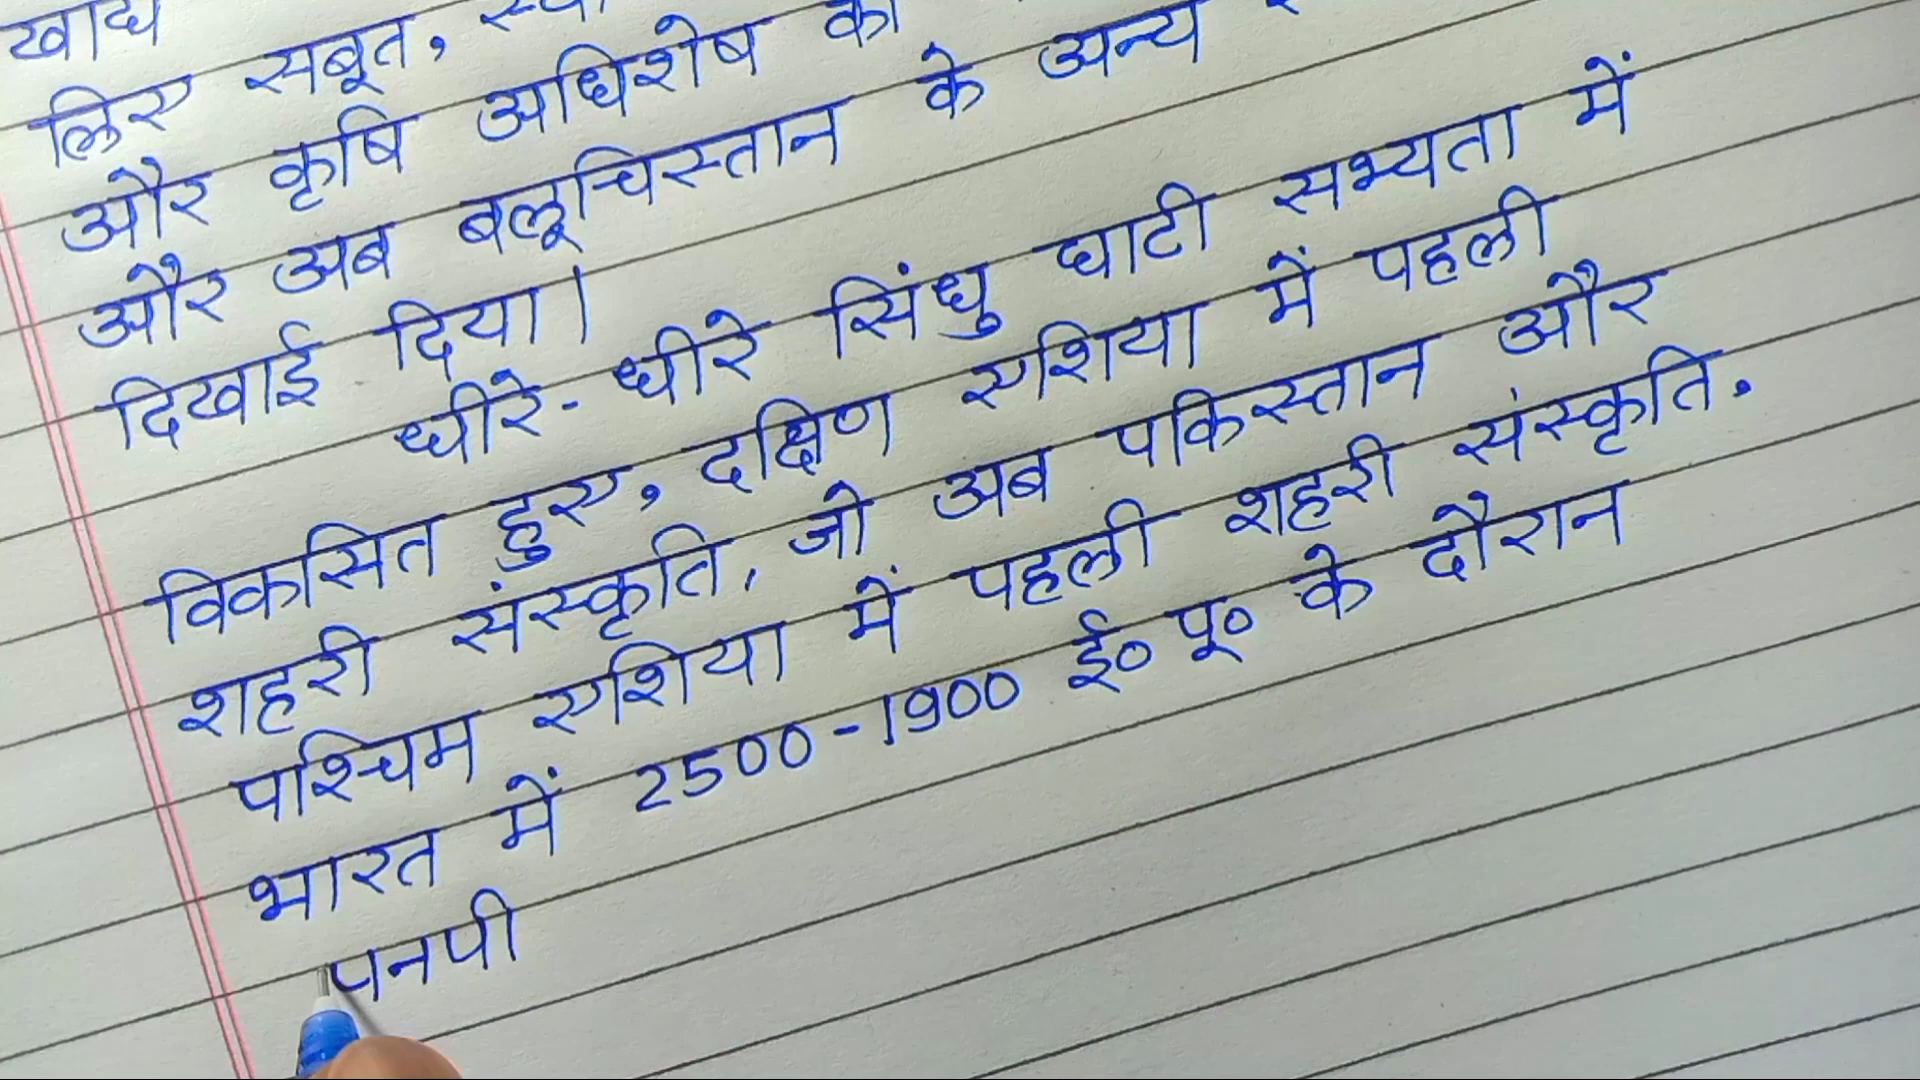 खाद्य
लिए सबूत,
और कृषि अधिशेष का
और अब बलूचिस्तान के अन्य
दिखाई दिया।
धीरे-धीरे सिंधु घाटी सभ्यता में
विकसित हुए, दक्षिण एशिया में पहली
शहरी संस्कृति, जो अब पकिस्तान और
पश्चिम एशिया में पहली शहरी संस्कृति,
भारत में 2500-1900 ई० पू० के दौरान
पनपी